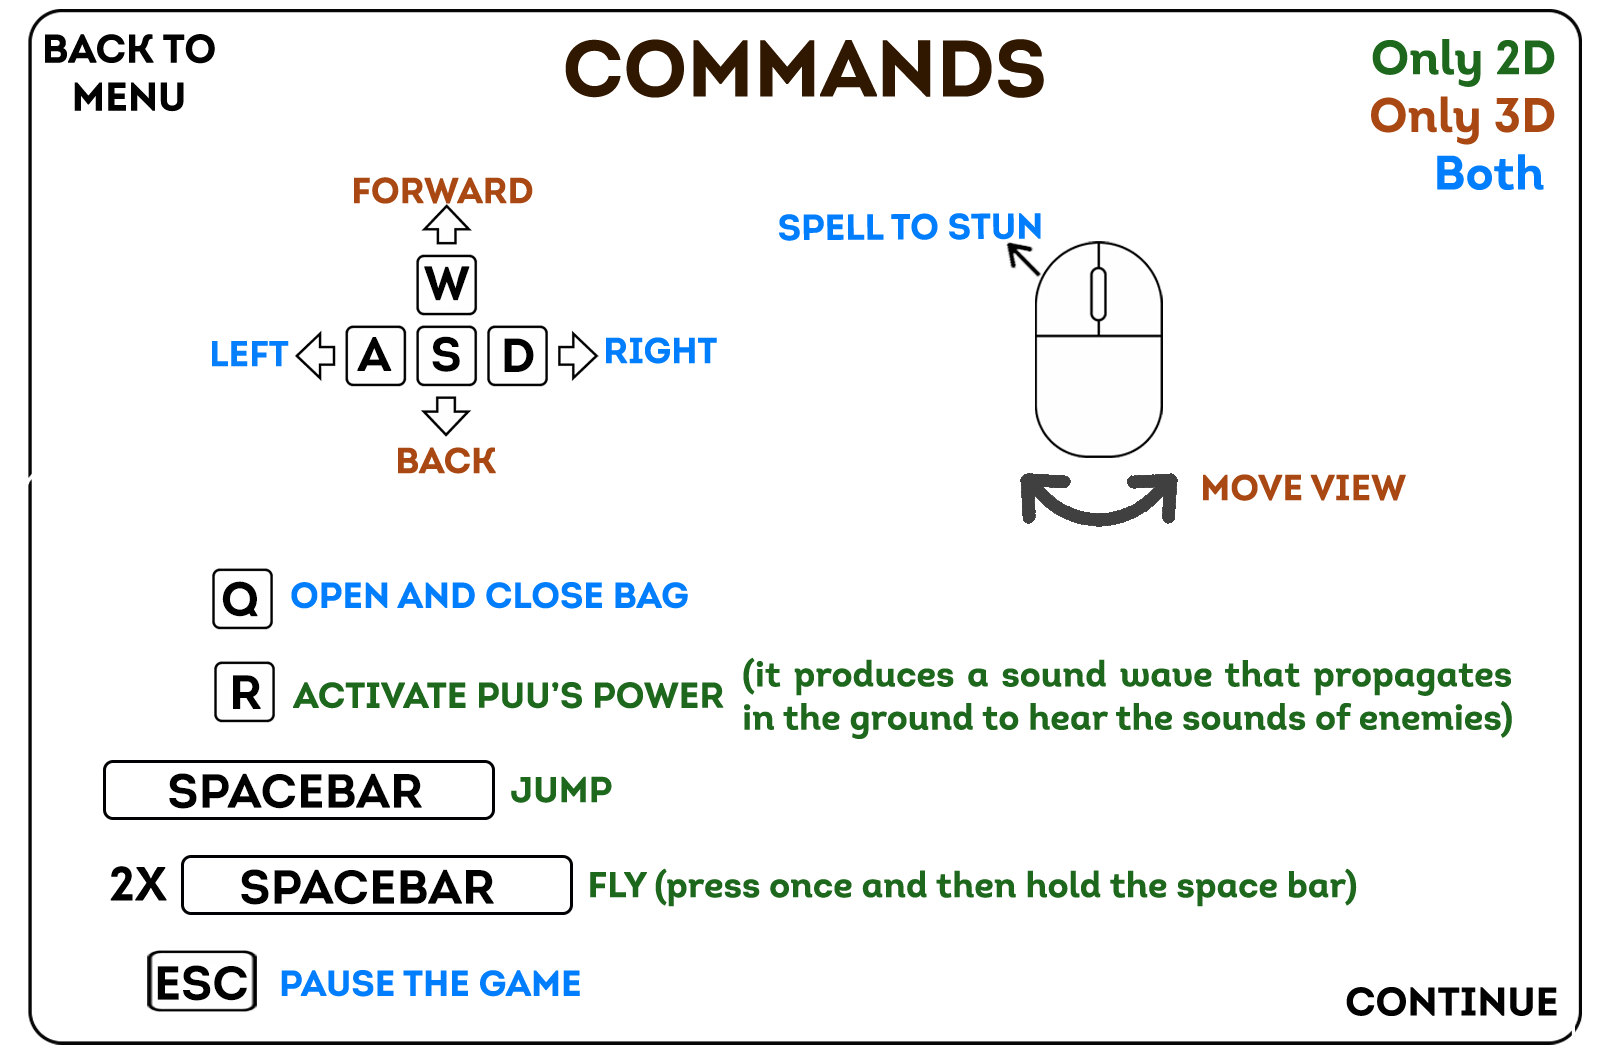 BACK TO
MENU
COMMANDS
Only 2D
Only 3D
Both
FORWARD
W
LEFT
A
S
D
RIGHT
BACK
SPELL TO STUN
MOVE VIEW
Q
OPEN AND CLOSE BAG
R
ACTIVATE PUU'S POWER
(it produces a sound wave that propagates
in the ground to hear the sounds of enemies)
SPACEBAR
JUMP
2X
SPACEBAR
FLY (press once and then hold the space bar)
ESC
PAUSE THE GAME
CONTINUE